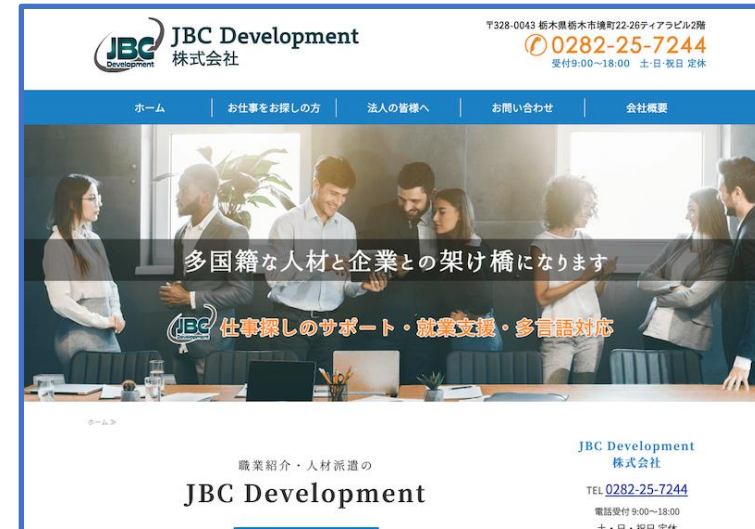 JBC
Development
JBC Development
株式会社
〒328-0043 栃木県栃木市境町22-26ティアラビル2階
0282-25-7244
受付9:00～18:00 土･日･祝日 定休
ホーム
お仕事をお探しの方
法人の皆様へ
お問い合わせ
会社概要
多国籍な人材と企業との架け橋になります
JBC
Development
仕事探しのサポート・就業支援・多言語対応
ホーム ≫
職業紹介・人材派遣の
JBC Development
JBC Development
株式会社
TEL 0282-25-7244
電話受付 9:00～18:00
土・日・祝日 定休